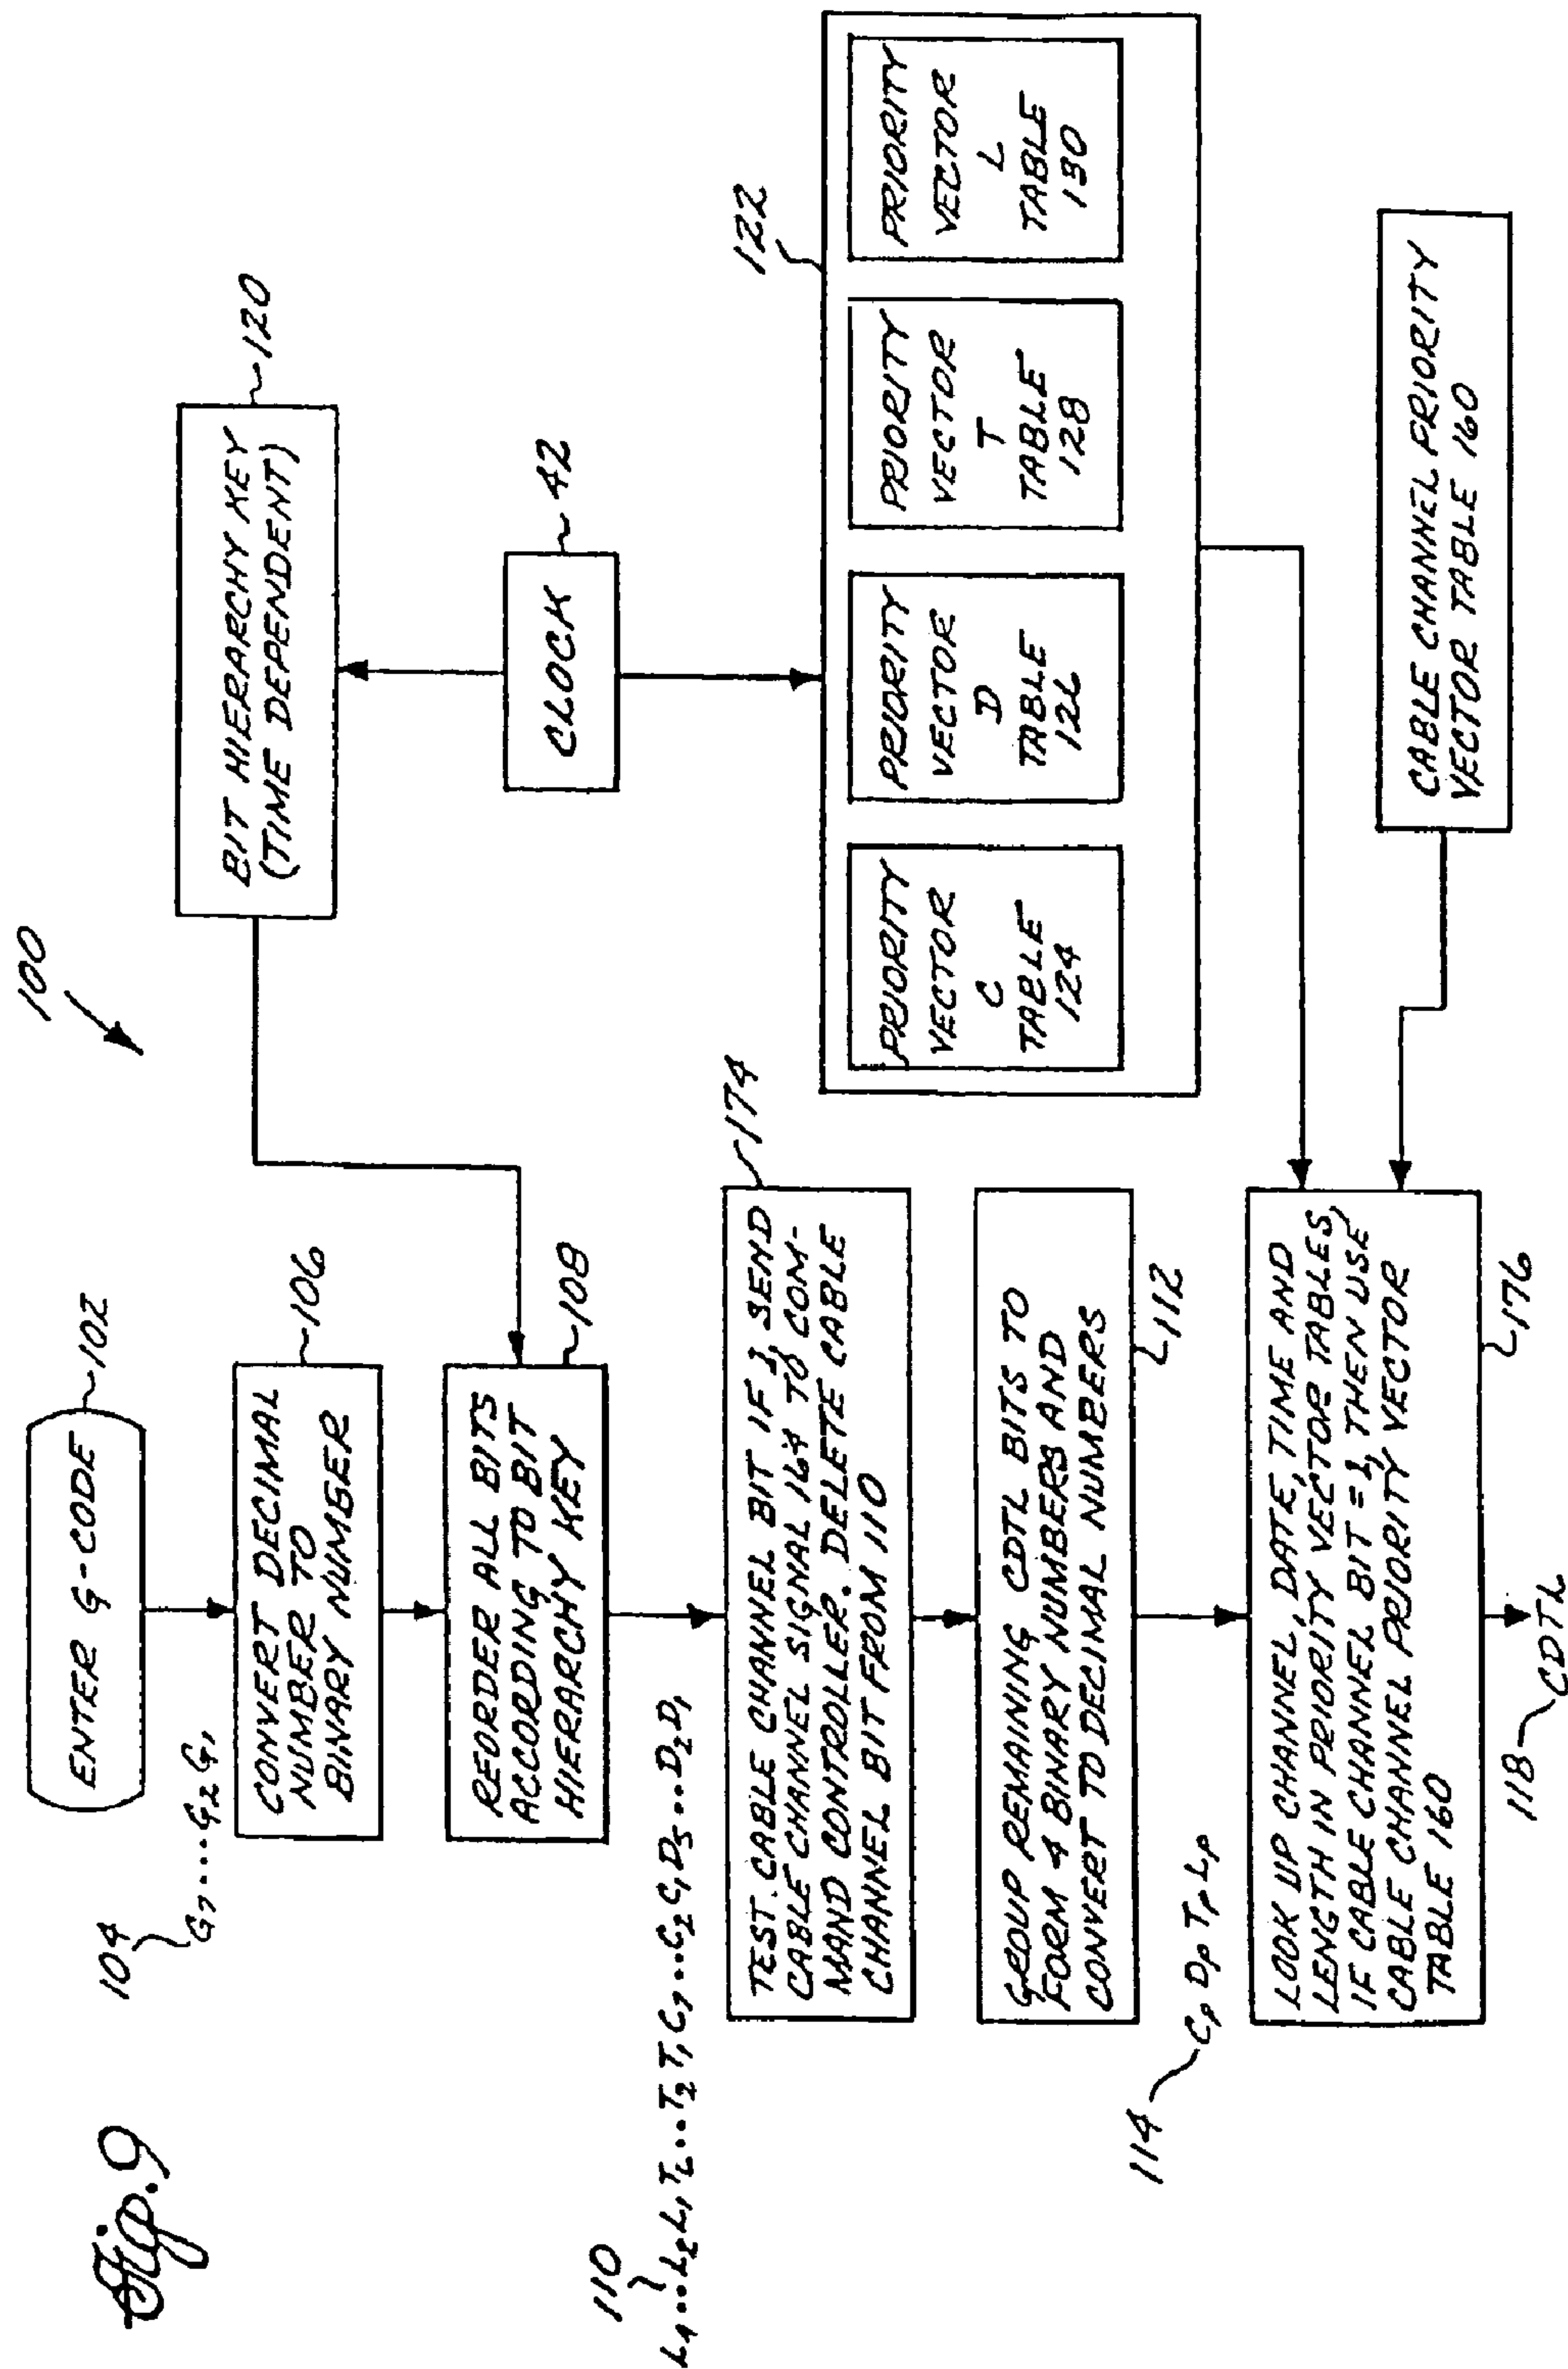 Fig. 9
100
ENTER G-CODE
102
104
G7....G2 G1
CONVERT DECIMAL
NUMBER TO
BINARY NUMBER
106
REORDER ALL BITS
ACCORDING TO BIT
HIERARCHY KEY
108
BIT HIERARCHY KEY
(TIME DEPENDENT)
120
CLOCK
42
110
L4...L2 L1 T6...T2 T1 C7...C2 C1 D5...D2 D1
TEST CABLE CHANNEL BIT IF 1, SEND
CABLE CHANNEL SIGNAL 164 TO COM-
MAND CONTROLLER. DELETE CABLE
CHANNEL BIT FROM 110
174
GROUP REMAINING CDTL BITS TO
FORM 4 BINARY NUMBERS AND
CONVERT TO DECIMAL NUMBERS
112
114
Cp Dp Tp Lp
122
PRIORITY
VECTOR
C
TABLE
124
PRIORITY
VECTOR
D
TABLE
126
PRIORITY
VECTOR
T
TABLE
128
PRIORITY
VECTOR
L
TABLE
130
LOOK UP CHANNEL, DATE, TIME AND
LENGTH IN PRIORITY VECTOR TABLES,
IF CABLE CHANNEL BIT = 1, THEN USE
CABLE CHANNEL PRIORITY VECTOR
TABLE 160
176
CABLE CHANNEL PRIORITY
VECTOR TABLE 160
118
CDTL